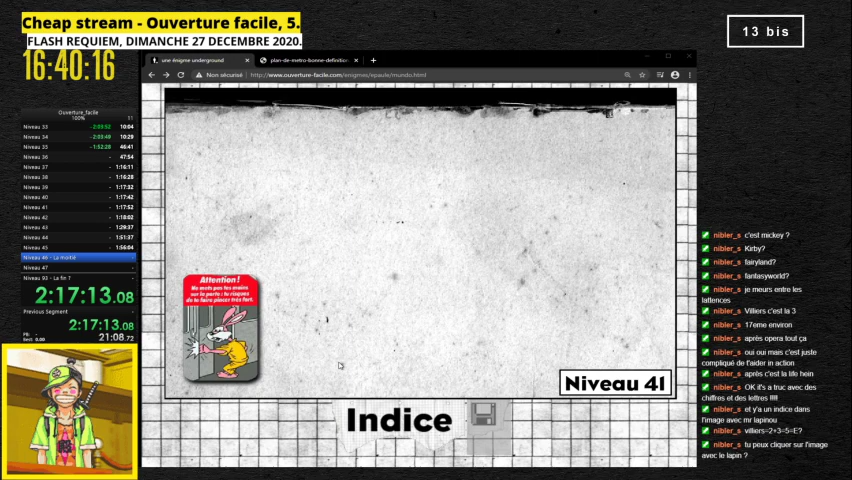 Cheap stream - Ouverture facile, 5.
FLASH REQUIEM, DIMANCHE 27 DECEMBRE 2020.
16:40:16
13 bis
une énigme underground
plan-de-metro-bonne-definition
Non sécurisé
http://www.ouverture-facile.com/enigmes/epaule/mundo.html
Ouverture_facile
100%
11
Niveau 33 -2:03:52 10:04
Niveau 34 -2:03:49 10:29
Niveau 35 -1:52:28 46:41
Niveau 36 - 47:54
Niveau 37 - 1:16:11
Niveau 38 - 1:16:28
Niveau 39 - 1:17:32
Niveau 40 - 1:17:42
Niveau 41 - 1:17:52
Niveau 42 - 1:18:02
Niveau 43 - 1:29:37
Niveau 44 - 1:51:37
Niveau 45 - 1:56:04
Niveau 46 - La moitié -
Niveau 47 -
Niveau 93 - La fin ? -
2:17:13.08
Previous Segment -
2:17:13.08
PB: -
Best: 0.00
21:08.72
Attention !
Ne mets pas tes mains
sur la porte : tu risques
de te faire pincer très fort.
Niveau 41
Indice
nibler_s c'est mickey ?
nibler_s Kirby?
nibler_s fairyland?
nibler_s fantasyworld?
nibler_s je meurs entre les
lattences
nibler_s Villiers c'est la 3
nibler_s 17eme environ
nibler_s après opera tout ça
nibler_s oui oui mais c'est juste
compliqué de t'aider in action
nibler_s après c'est la life hein
nibler_s OK it's a truc avec des
chiffres et des lettres !!!!!
nibler_s et y'a un indice dans
l'image avec mr lapinou
nibler_s villiers=2+3=5=E?
nibler_s tu peux cliquer sur l'image
avec le lapin ?